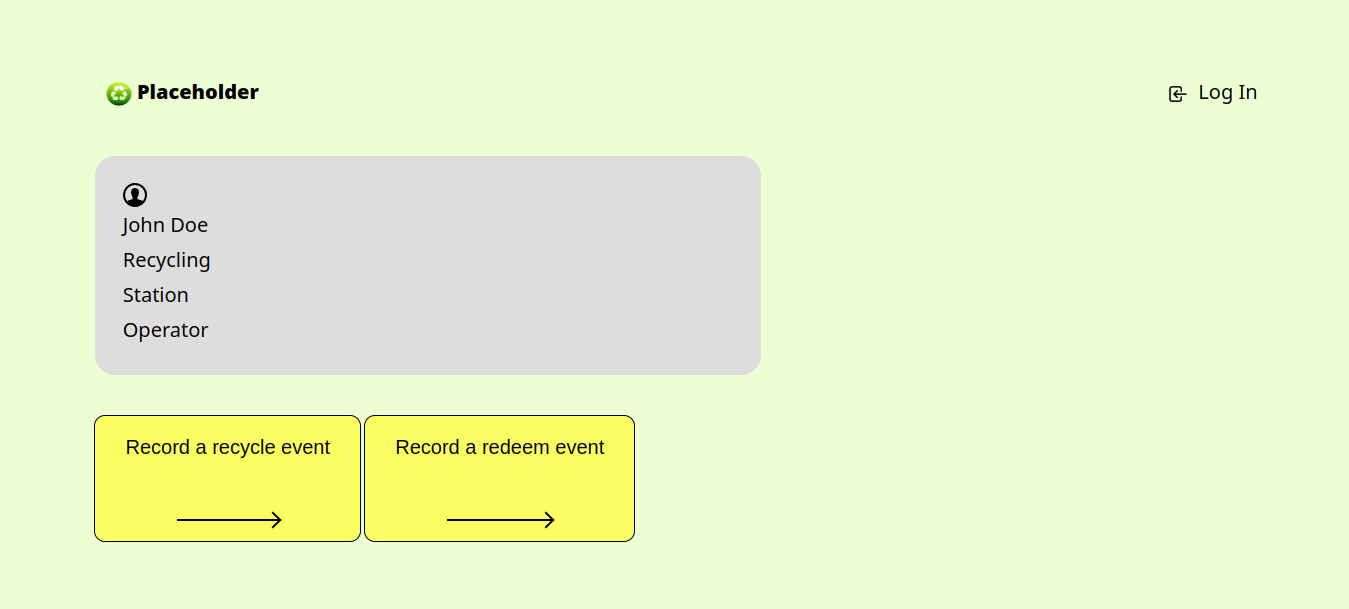 Placeholder
Log In
John Doe
Recycling
Station
Operator
Record a recycle event
Record a redeem event